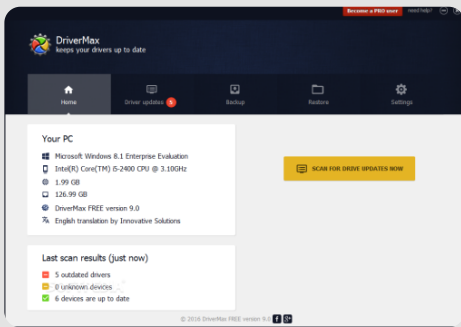 Become a PRO user need help?
DriverMax
keeps your drivers up to date
Home Driver updates 5 Backup Restore Settings
Your PC
Microsoft Windows 8.1 Enterprise Evaluation
Intel(R) Core(TM) i5-2400 CPU @ 3.10GHz
1.99 GB
126.99 GB
DriverMax FREE version 9.0
English translation by Innovative Solutions
SCAN FOR DRIVE UPDATES NOW
Last scan results (just now)
5 outdated drivers
0 unknown devices
6 devices are up to date
© 2016 DriverMax FREE version 9.0